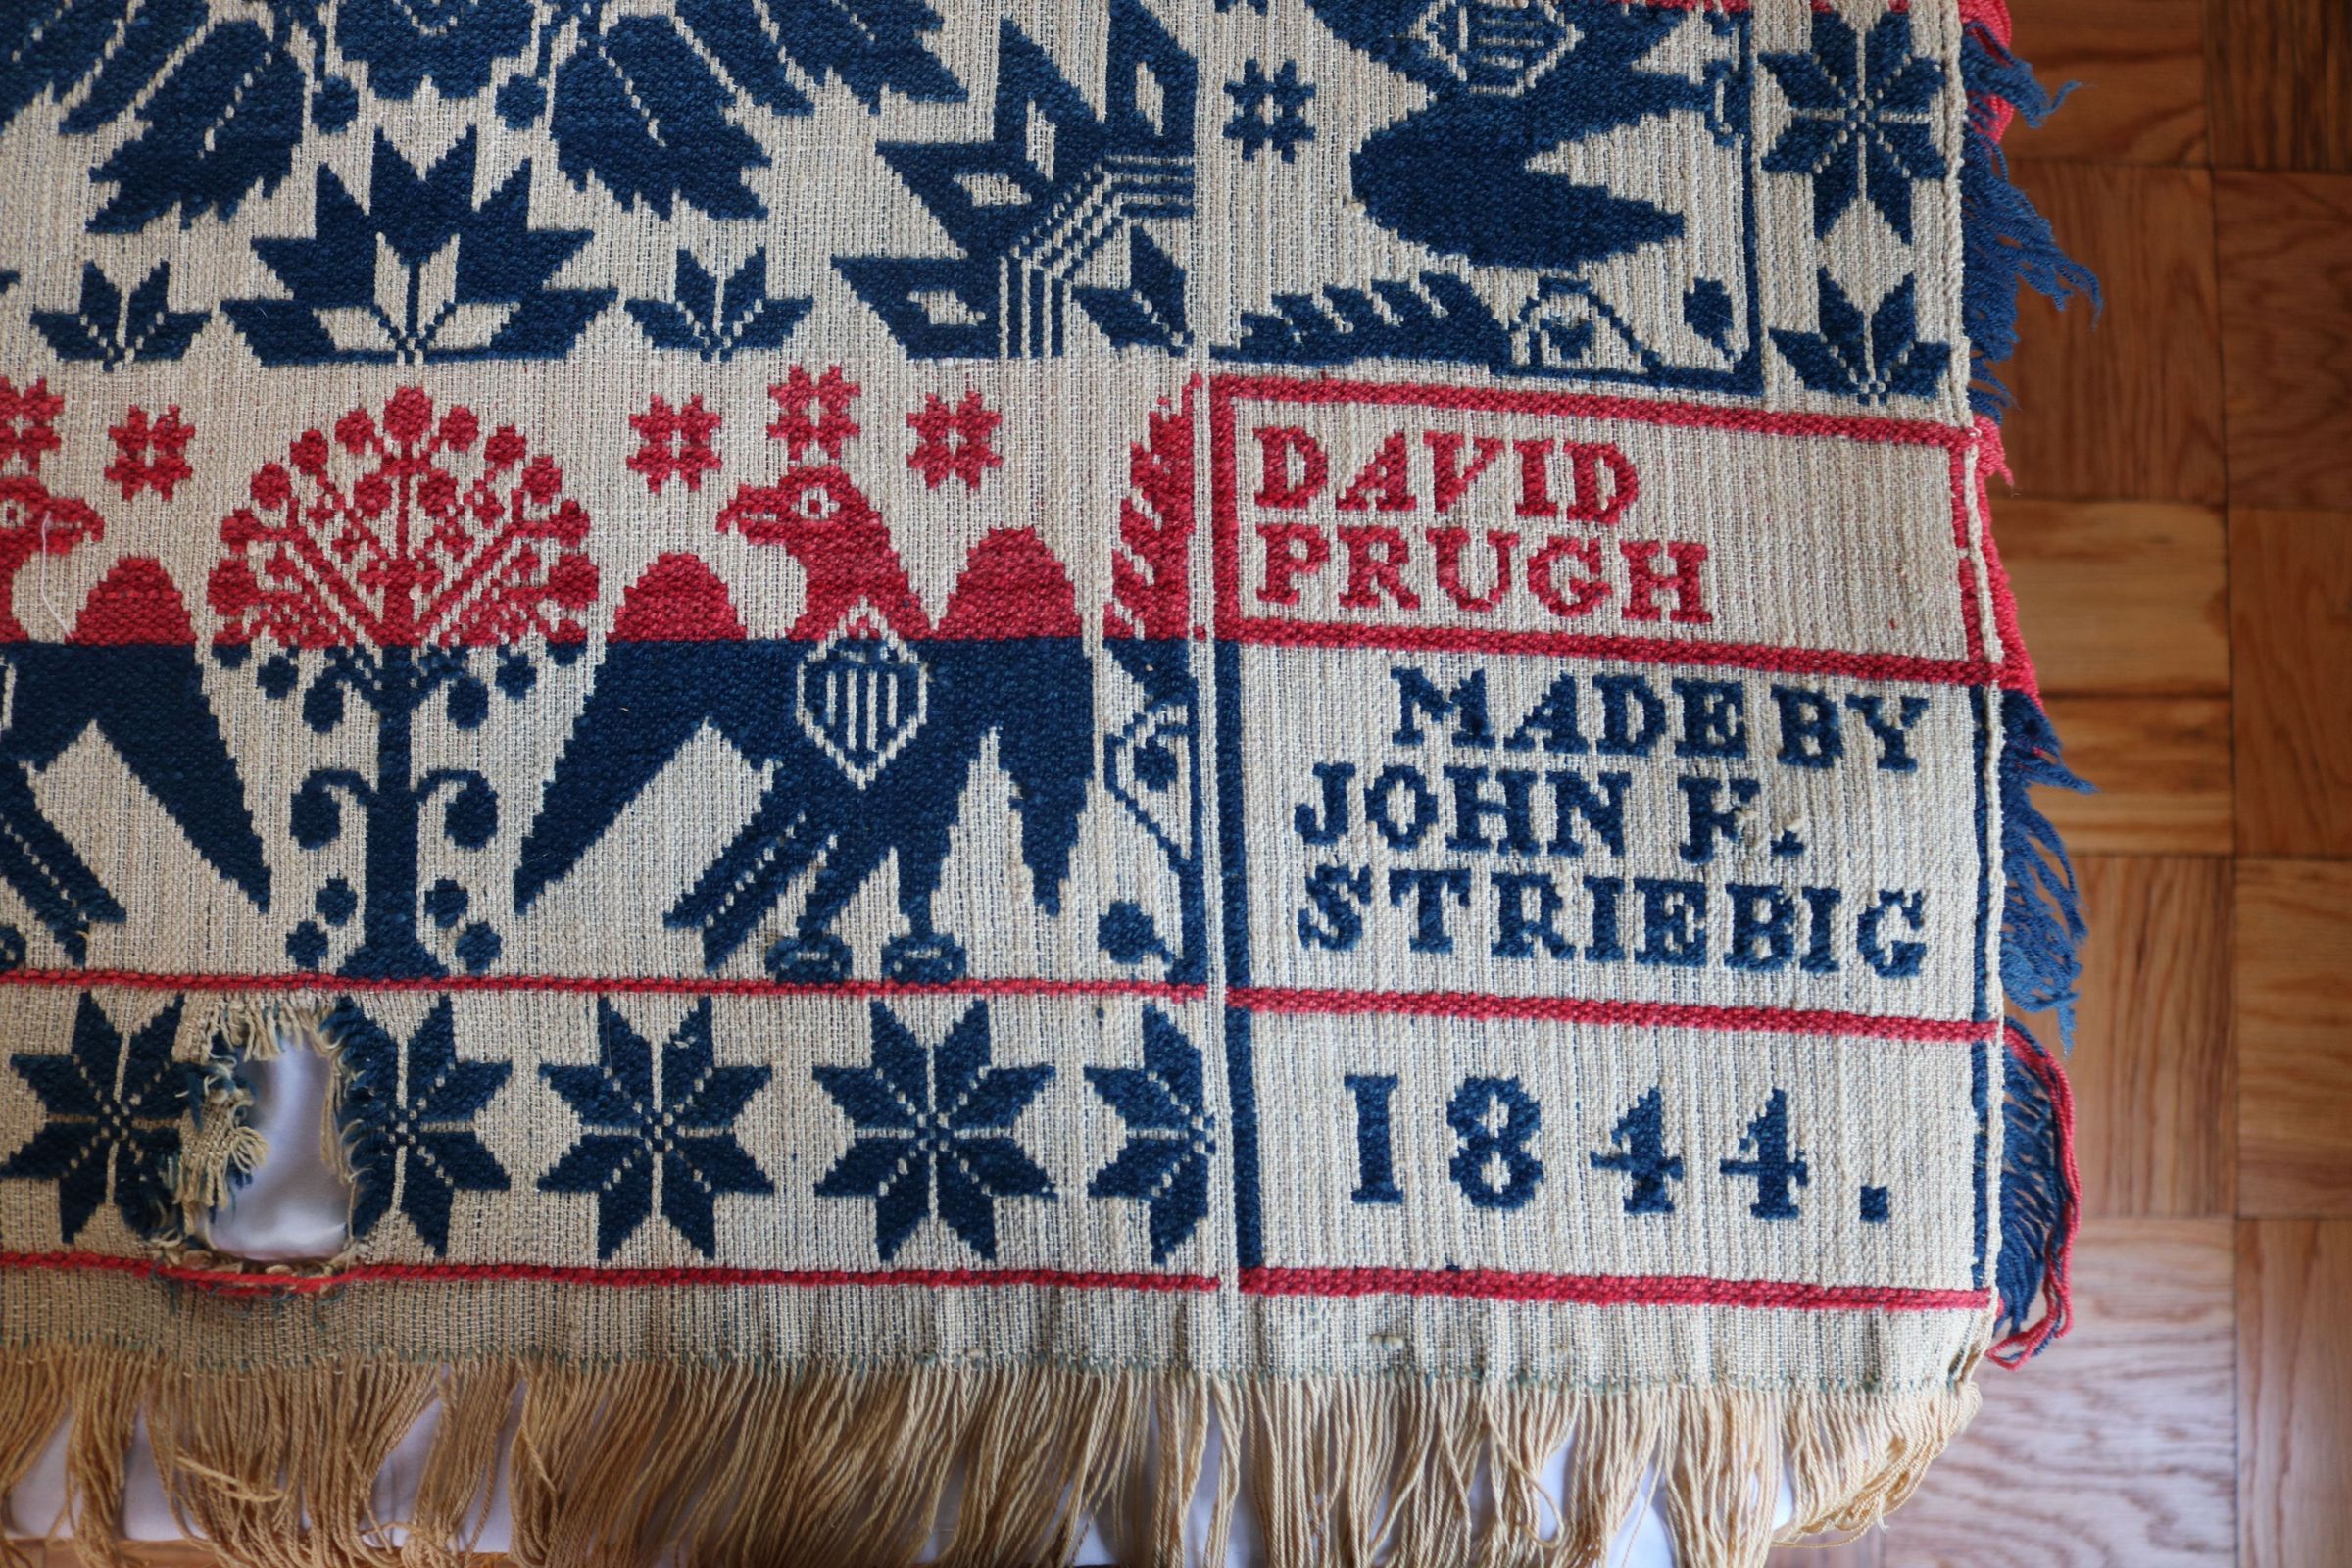 DAVID
PRUGH
MADE BY
JOHN K.
STRIEBIG
1844.